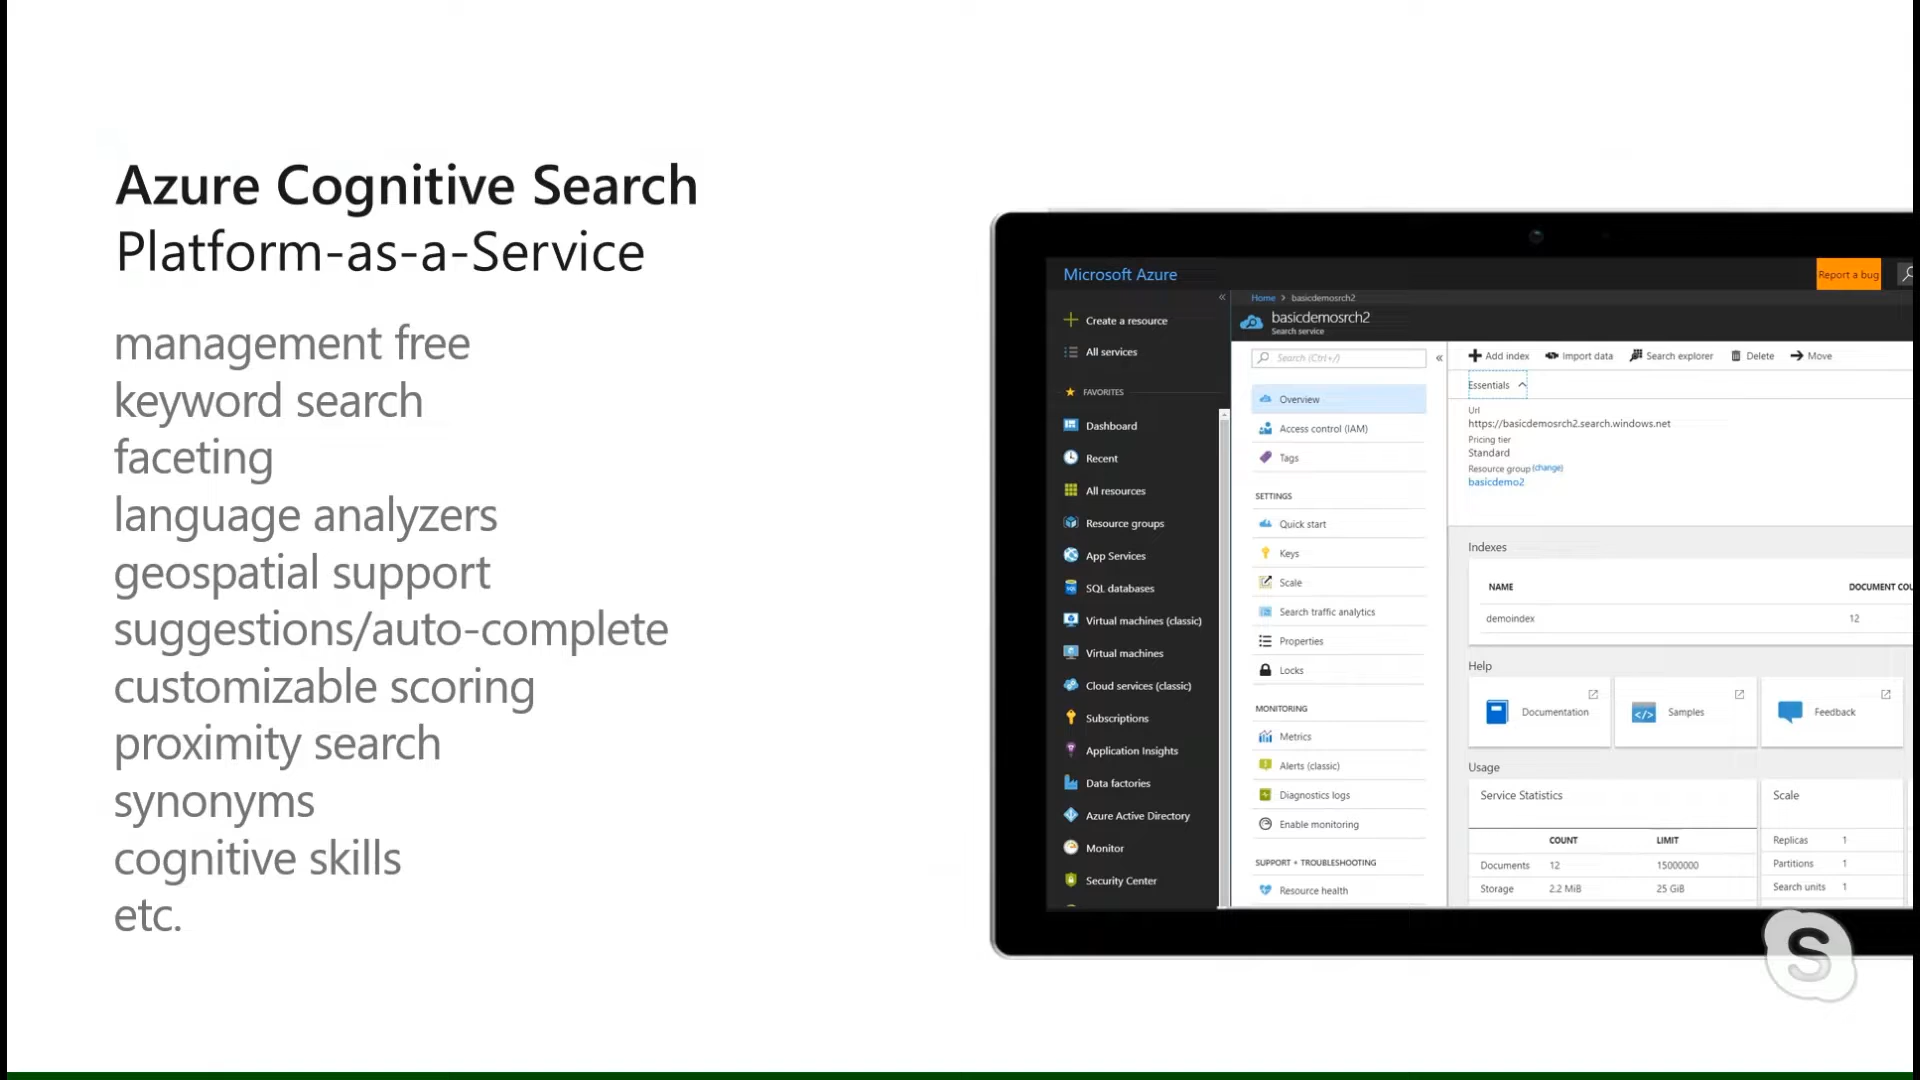 Azure Cognitive Search
Platform-as-a-Service
management free
keyword search
faceting
language analyzers
geospatial support
suggestions/auto-complete
customizable scoring
proximity search
synonyms
cognitive skills
etc.
Microsoft Azure
Report a bug
Create a resource
All services
FAVORITES
Dashboard
Recent
All resources
Resource groups
App Services
SQL databases
Virtual machines (classic)
Virtual machines
Cloud services (classic)
Subscriptions
Application Insights
Data factories
Azure Active Directory
Monitor
Security Center
Home > basicdemosrch2
basicdemosrch2
Search service
Search (Ctrl+/)
Overview
Access control (IAM)
Tags
SETTINGS
Quick start
Keys
Scale
Search traffic analytics
Properties
Locks
MONITORING
Metrics
Alerts (classic)
Diagnostics logs
Enable monitoring
SUPPORT + TROUBLESHOOTING
Resource health
Add index Import data Search explorer Delete Move
Essentials
Url
https://basicdemosrch2.search.windows.net
Pricing tier
Standard
Resource group (change)
basicdemo2
Indexes
NAME DOCUMENT COU
demoindex 12
Help
Documentation Samples Feedback
Usage
Service Statistics
COUNT LIMIT
Documents 12 15000000
Storage 2.2 MiB 25 GiB
Scale
Replicas 1
Partitions 1
Search units 1
S